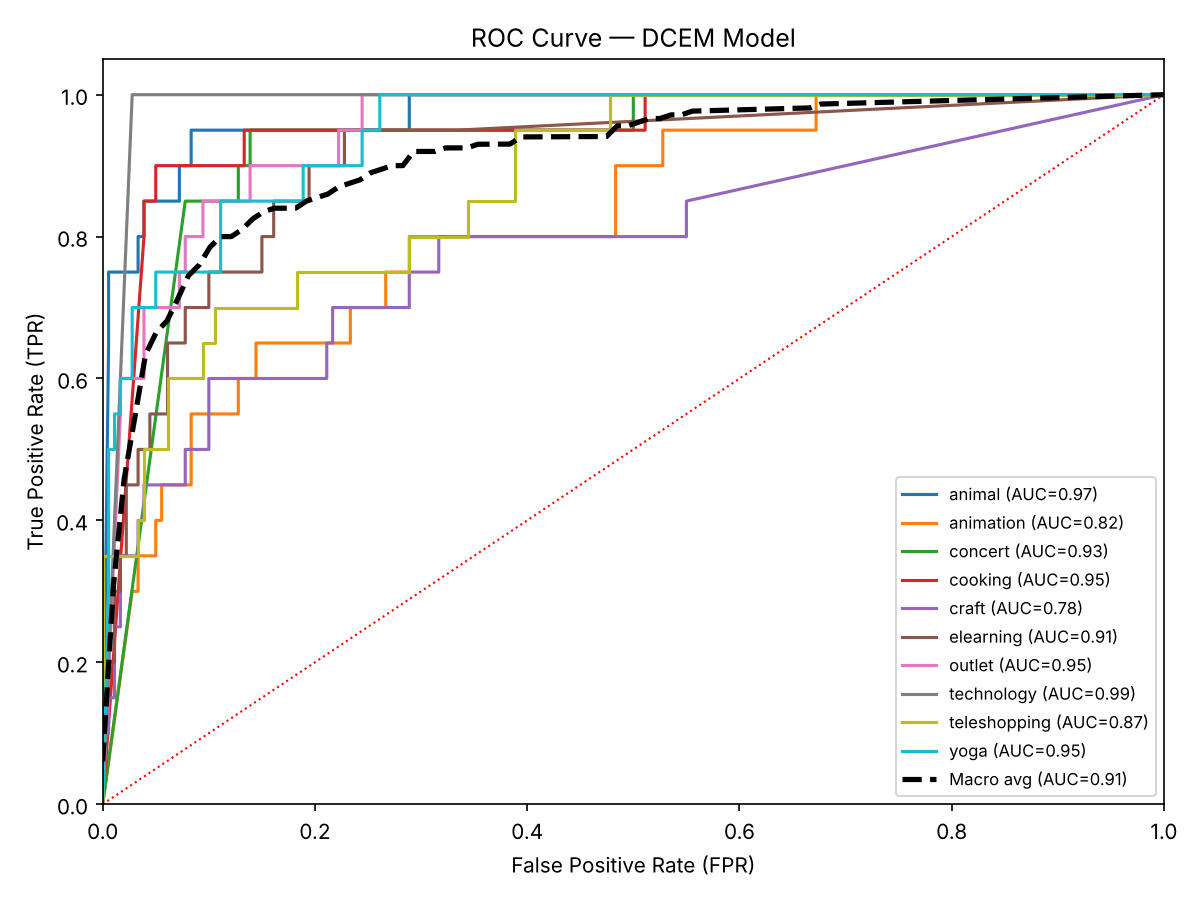 ROC Curve — DCEM Model
True Positive Rate (TPR)
1.0
0.8
0.6
0.4
0.2
0.0
animal (AUC=0.97)
animation (AUC=0.82)
concert (AUC=0.93)
cooking (AUC=0.95)
craft (AUC=0.78)
elearning (AUC=0.91)
outlet (AUC=0.95)
technology (AUC=0.99)
teleshopping (AUC=0.87)
yoga (AUC=0.95)
Macro avg (AUC=0.91)
0.0 0.2 0.4 0.6 0.8 1.0
False Positive Rate (FPR)